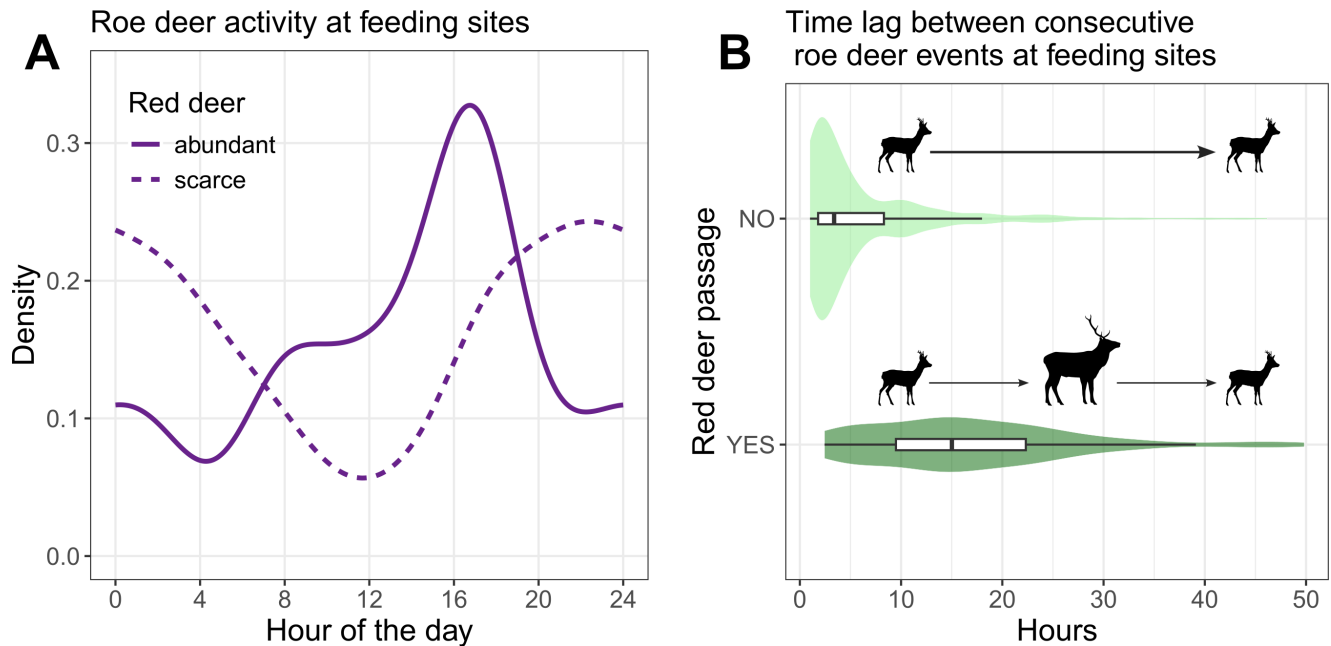 A
Roe deer activity at feeding sites
Red deer
abundant
scarce
Density
0.3
0.2
0.1
0.0
0
4
8
12
16
20
24
Hour of the day
B
Time lag between consecutive
roe deer events at feeding sites
Red deer passage
NO
YES
0
10
20
30
40
50
Hours